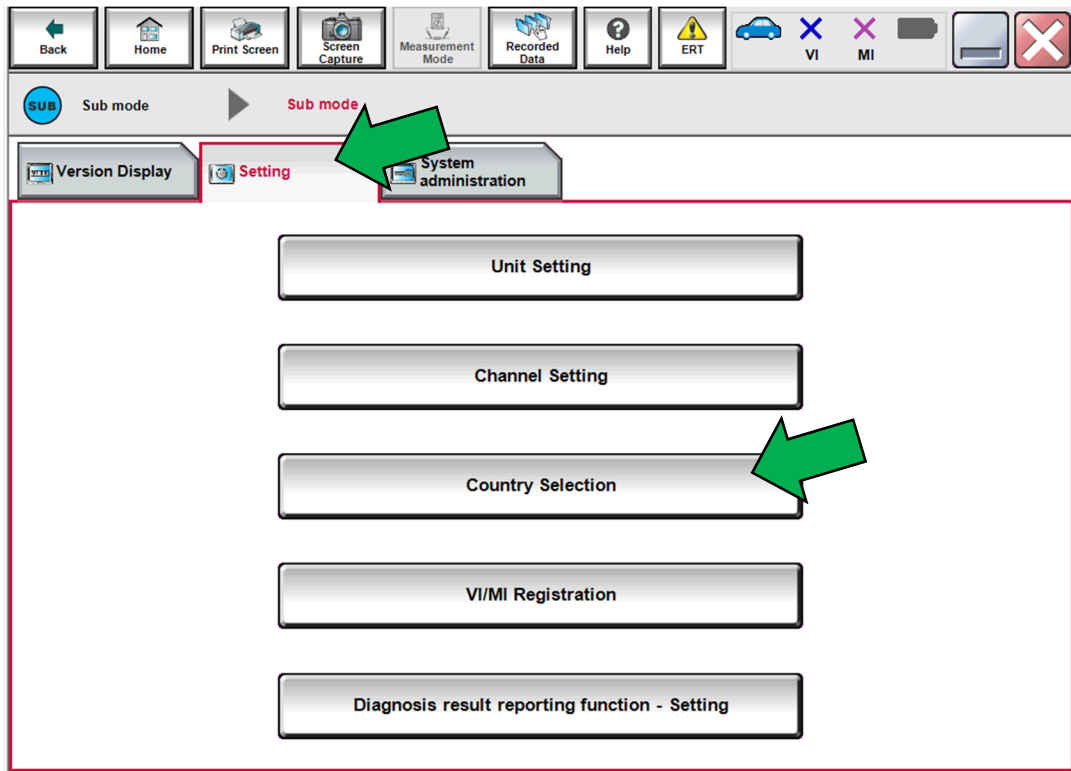 Back
Home
Print Screen
Screen
Capture
Measurement
Mode
Recorded
Data
Help
ERT
VI
MI
SUB
Sub mode
Sub mode
Version Display
Setting
System
administration
Unit Setting
Channel Setting
Country Selection
VI/MI Registration
Diagnosis result reporting function - Setting